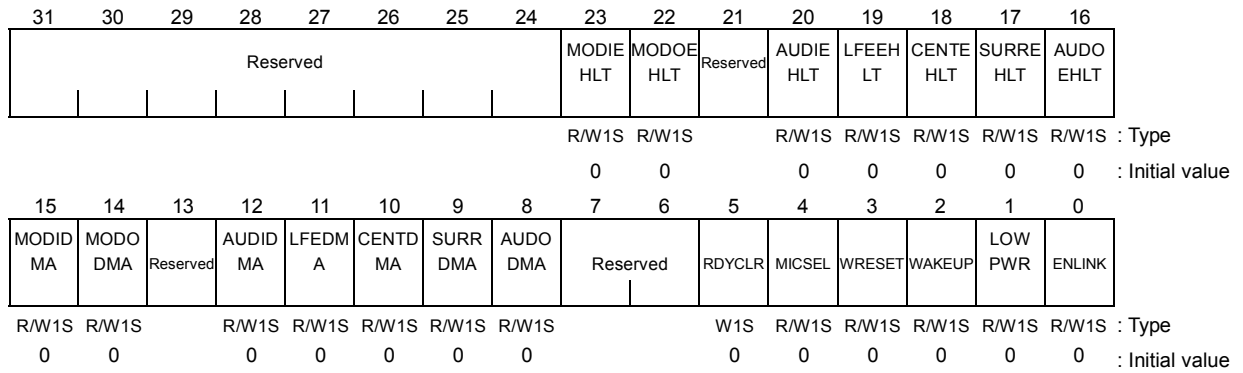 31 30 29 28 27 26 25 24 23 22 21 20 19 18 17 16
Reserved MODIE MODOE Reserved AUDIE LFEEH CENTE SURRE AUDO
HLT HLT HLT LT HLT HLT EHLT
R/W1S R/W1S R/W1S R/W1S R/W1S R/W1S R/W1S : Type
0 0 0 0 0 0 0 : Initial value
15 14 13 12 11 10 9 8 7 6 5 4 3 2 1 0
MODID MODO Reserved AUDID LFEDM CENTD SURR AUDO Reserved RDYCLR MICSEL WRESET WAKEUP LOW ENLINK
MA DMA MA A MA DMA DMA PWR
R/W1S R/W1S R/W1S R/W1S R/W1S R/W1S R/W1S W1S R/W1S R/W1S R/W1S R/W1S R/W1S : Type
0 0 0 0 0 0 0 0 0 0 0 0 0 : Initial value